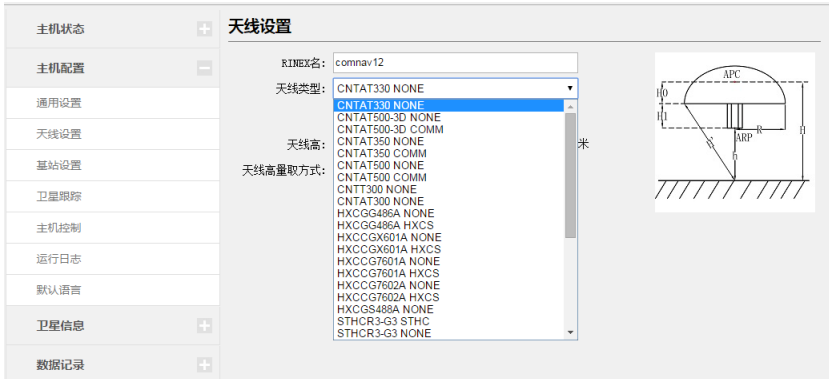 主机状态
主机配置
通用设置
天线设置
基站设置
卫星跟踪
主机控制
运行日志
默认语言
卫星信息
数据记录
天线设置
RINEX名: comnav12
天线类型: CNTAT330 NONE
CNTAT330 NONE
CNTAT500-3D NONE
CNTAT500-3D COMM
CNTAT350 NONE
CNTAT350 COMM
CNTAT500 NONE
CNTAT500 COMM
CNTT300 NONE
CNTAT300 NONE
HXCGG486A NONE
HXCGG486A HXCS
HXCCGX601A NONE
HXCCGX601A HXCS
HXCCG7601A NONE
HXCCG7601A HXCS
HXCCG7602A NONE
HXCCG7602A HXCS
HXCGS488A NONE
STHCR3-G3 STHC
STHCR3-G3 NONE
天线高: 米
天线高量取方式:
APC
H0
H1
R
H
ARP
h'
h